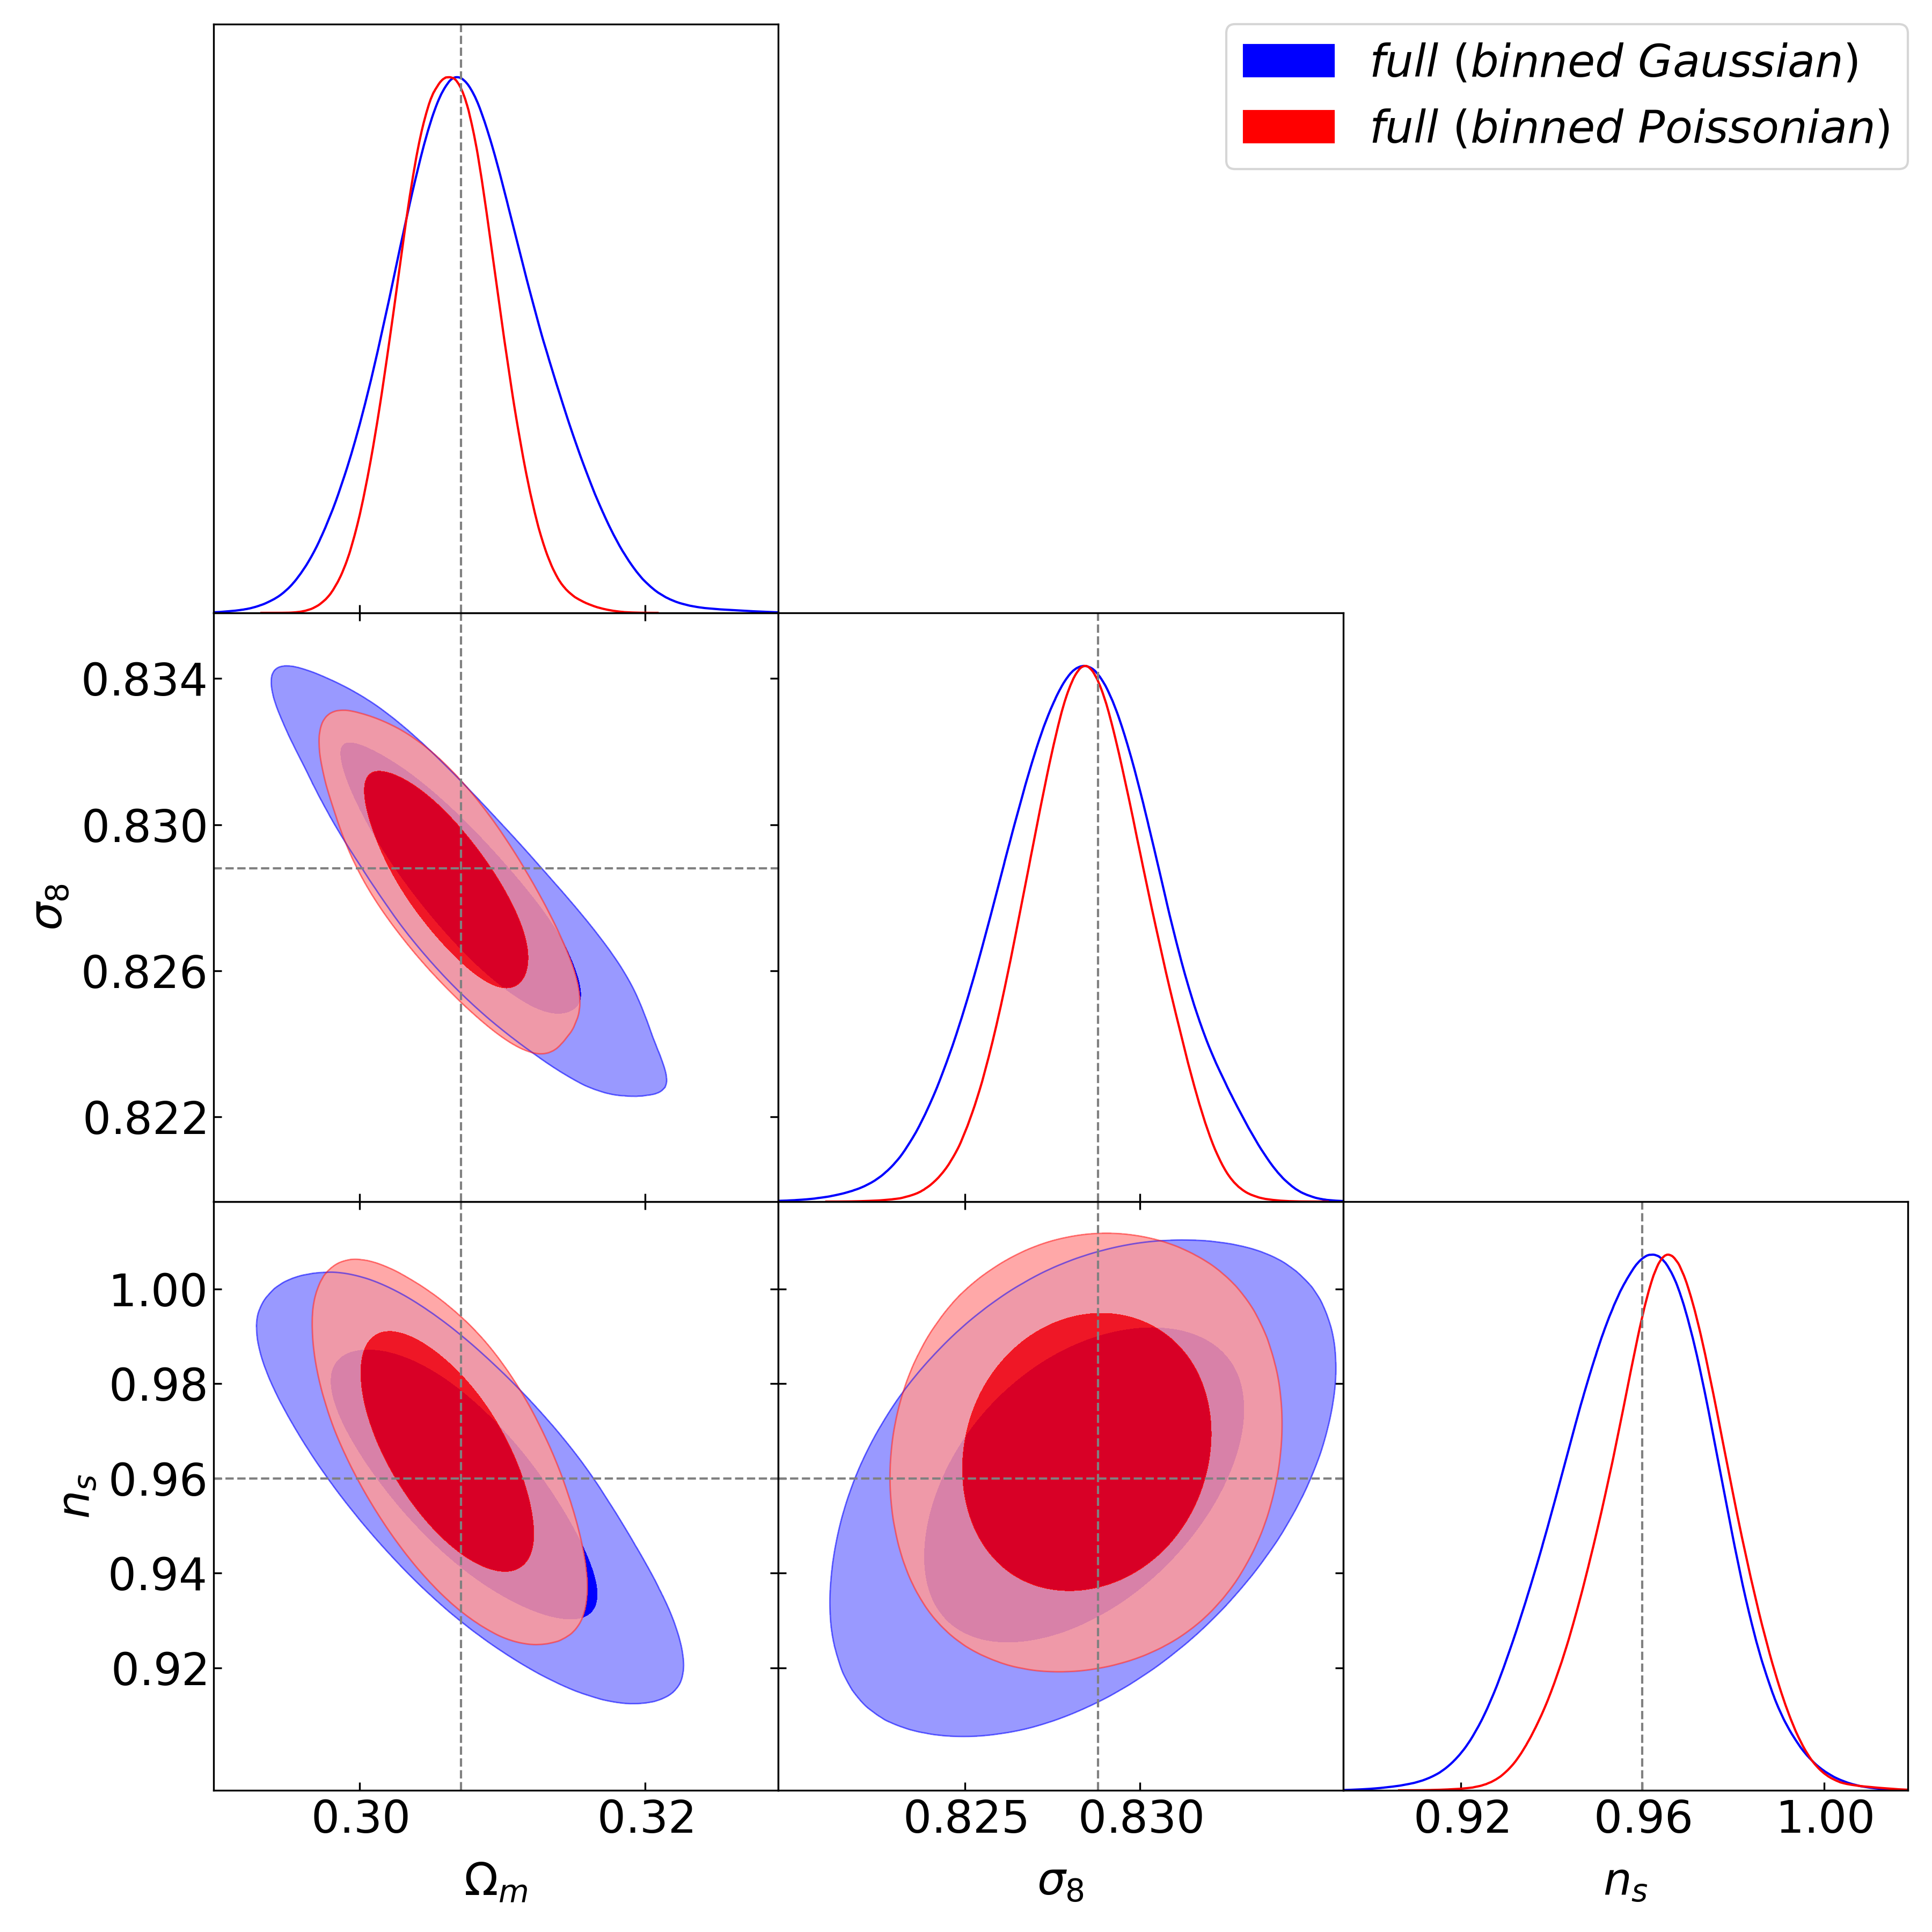 full (binned Gaussian)
full (binned Poissonian)
0.834
0.830
0.826
0.822
σ8
1.00
0.98
0.96
0.94
0.92
ns
0.30 0.32 0.825 0.830 0.92 0.96 1.00
Ωm σ8 ns